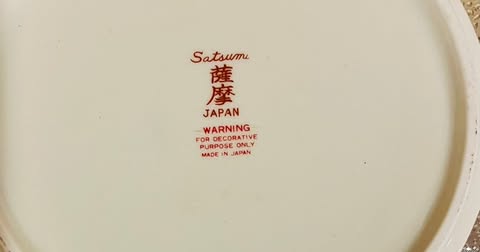 Satsuma
薩
摩
JAPAN
WARNING
FOR DECORATIVE
PURPOSE ONLY
MADE IN JAPAN